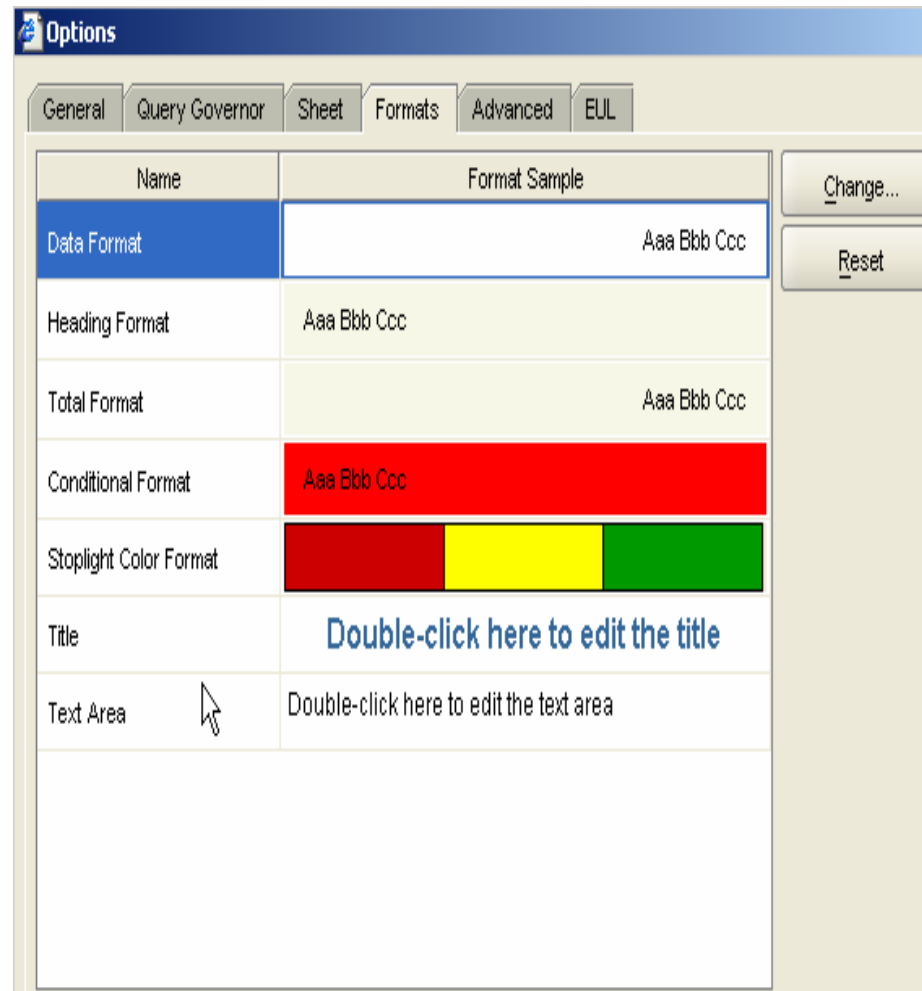 Options
General Query Governor Sheet Formats Advanced EUL
Name Format Sample
Change...
Data Format Aaa Bbb Ccc
Reset
Heading Format Aaa Bbb Ccc
Total Format Aaa Bbb Ccc
Conditional Format Aaa Bbb Ccc
Stoplight Color Format
Title Double-click here to edit the title
Text Area Double-click here to edit the text area